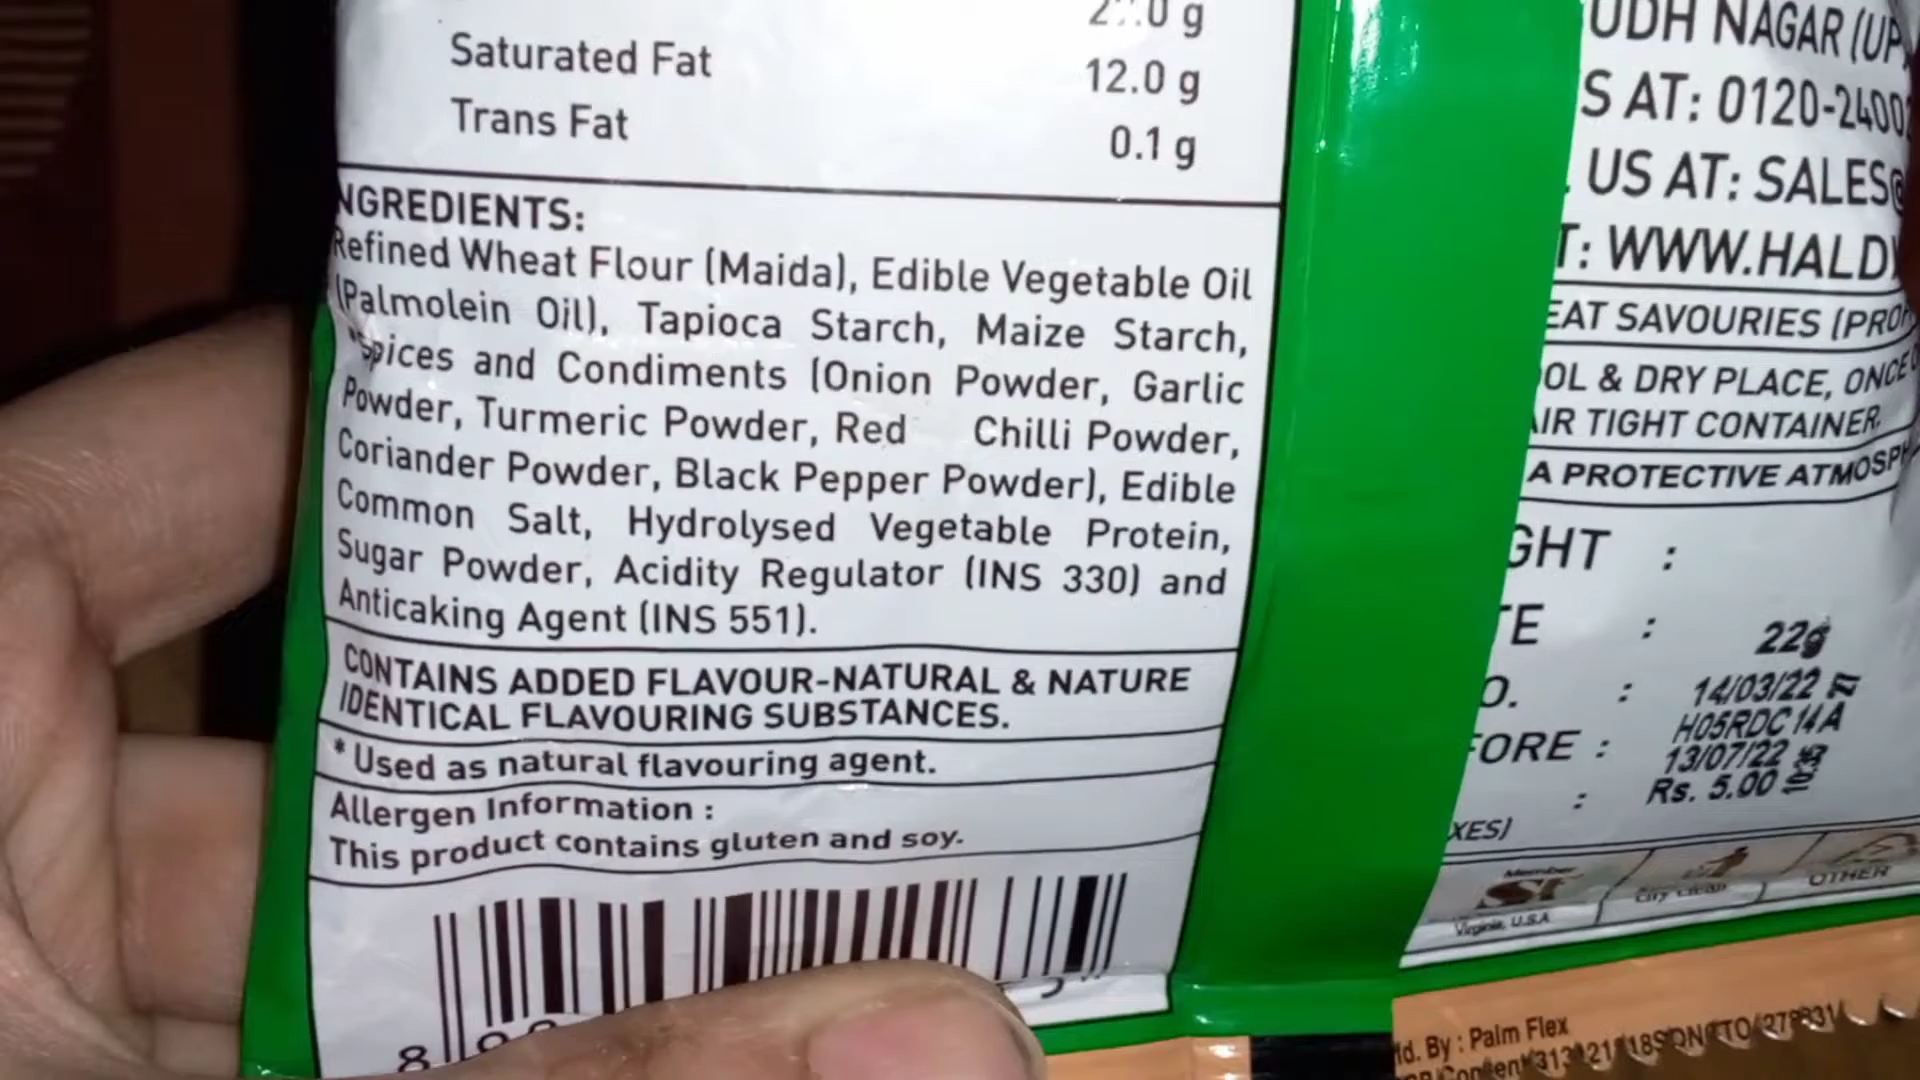 Saturated Fat 12.0 g
Trans Fat 0.1 g
NGREDIENTS:
Refined Wheat Flour (Maida), Edible Vegetable Oil
(Palmolein Oil), Tapioca Starch, Maize Starch,
*Spices and Condiments (Onion Powder, Garlic
Powder, Turmeric Powder, Red Chilli Powder,
Coriander Powder, Black Pepper Powder), Edible
Common Salt, Hydrolysed Vegetable Protein,
Sugar Powder, Acidity Regulator (INS 330) and
Anticaking Agent (INS 551).
CONTAINS ADDED FLAVOUR-NATURAL & NATURE
IDENTICAL FLAVOURING SUBSTANCES.
* Used as natural flavouring agent.
Allergen Information :
This product contains gluten and soy.
UDH NAGAR (UP)
S AT: 0120-2400
US AT: SALES@
T: WWW.HALDI
EAT SAVOURIES (PRO
OL & DRY PLACE, ONCE
AIR TIGHT CONTAINER.
A PROTECTIVE ATMOSPH
GHT : 22g
TE : 14/03/22
O. : H05RDC14A
FORE : 13/07/22
: Rs. 5.00
XES)
Member
Virginia, U.S.A
City Clean
OTHER
d. By : Palm Flex